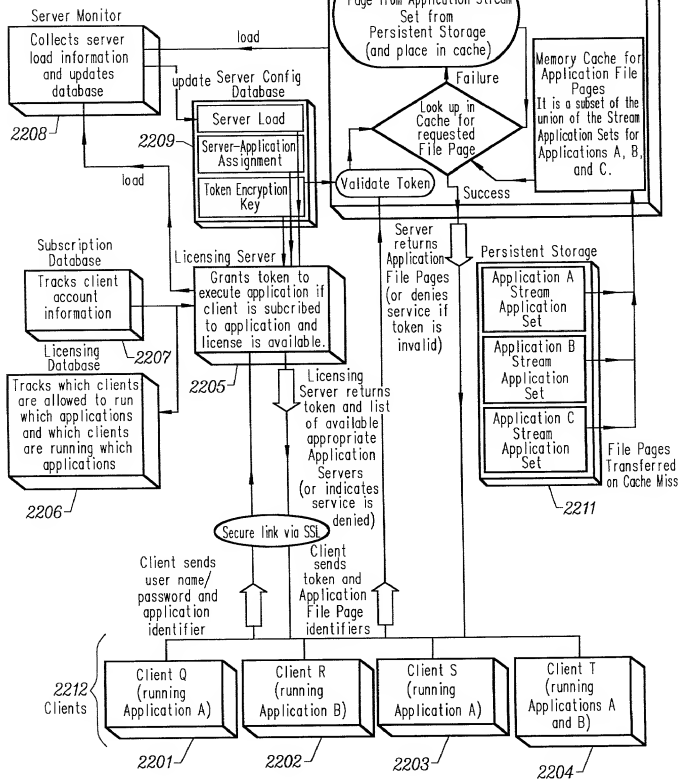 Page from Application Stream
Set from
Persistent Storage
(and place in cache)
Server Monitor
Collects server
load information
and updates
database
2208
load
update
Server Config
Database
2209
Server Load
Server-Application
Assignment
Token Encryption
Key
Failure
Look up in
Cache for
requested
File Page
Memory Cache for
Application File
Pages
It is a subset of the
union of the Stream
Application Sets for
Applications A, B,
and C.
Validate Token
Success
load
Subscription
Database
Tracks client
account
information
2207
Licensing Server
Grants token to
execute application if
client is subcribed
to application and
license is available.
2205
Server
returns
Application
File Pages
(or denies
service if
token is
invalid)
Persistent Storage
Application A
Stream
Application
Set
Application B
Stream
Application
Set
Application C
Stream
Application
Set
2211
File Pages
Transferred
on Cache Miss
Licensing
Database
Tracks which clients
are allowed to run
which applications
and which clients
are running which
applications
2206
Licensing
Server returns
token and list
of available
appropriate
Application
Servers
(or indicates
service is
denied)
Secure link via SSL
Client sends
user name/
password and
application
identifier
Client
sends
token and
Application
File Page
identifiers
2212
Clients
Client Q
(running
Application A)
2201
Client R
(running
Application B)
2202
Client S
(running
Application A)
2203
Client T
(running
Applications A
and B)
2204